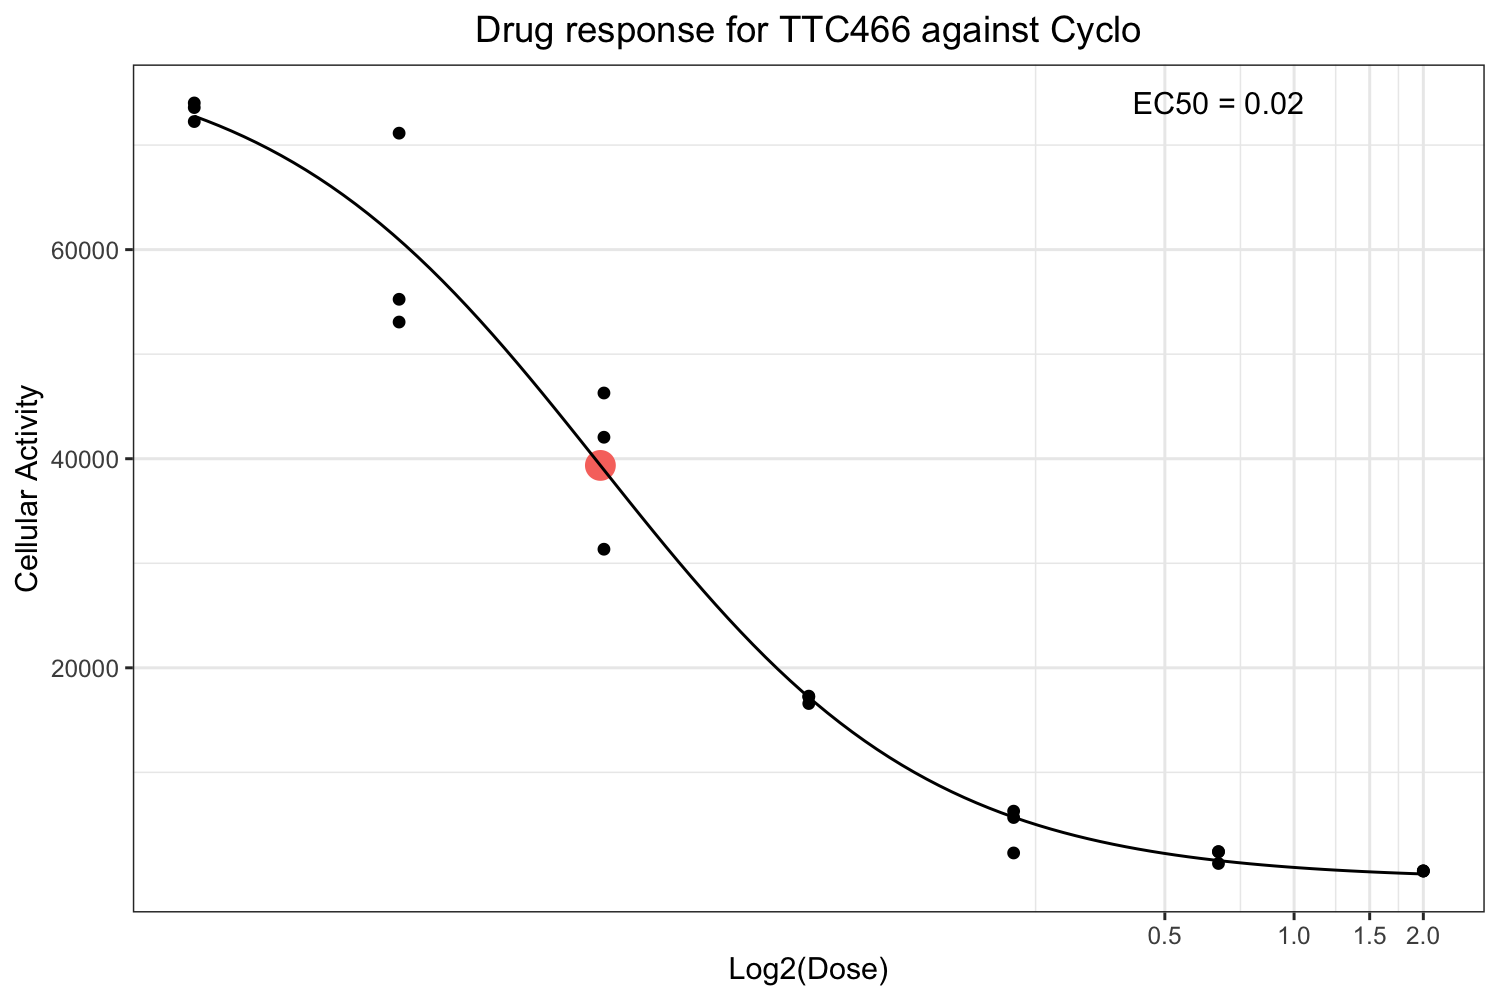 Drug response for TTC466 against Cyclo
EC50 = 0.02
60000
40000
20000
Cellular Activity
0.5 1.0 1.5 2.0
Log2(Dose)